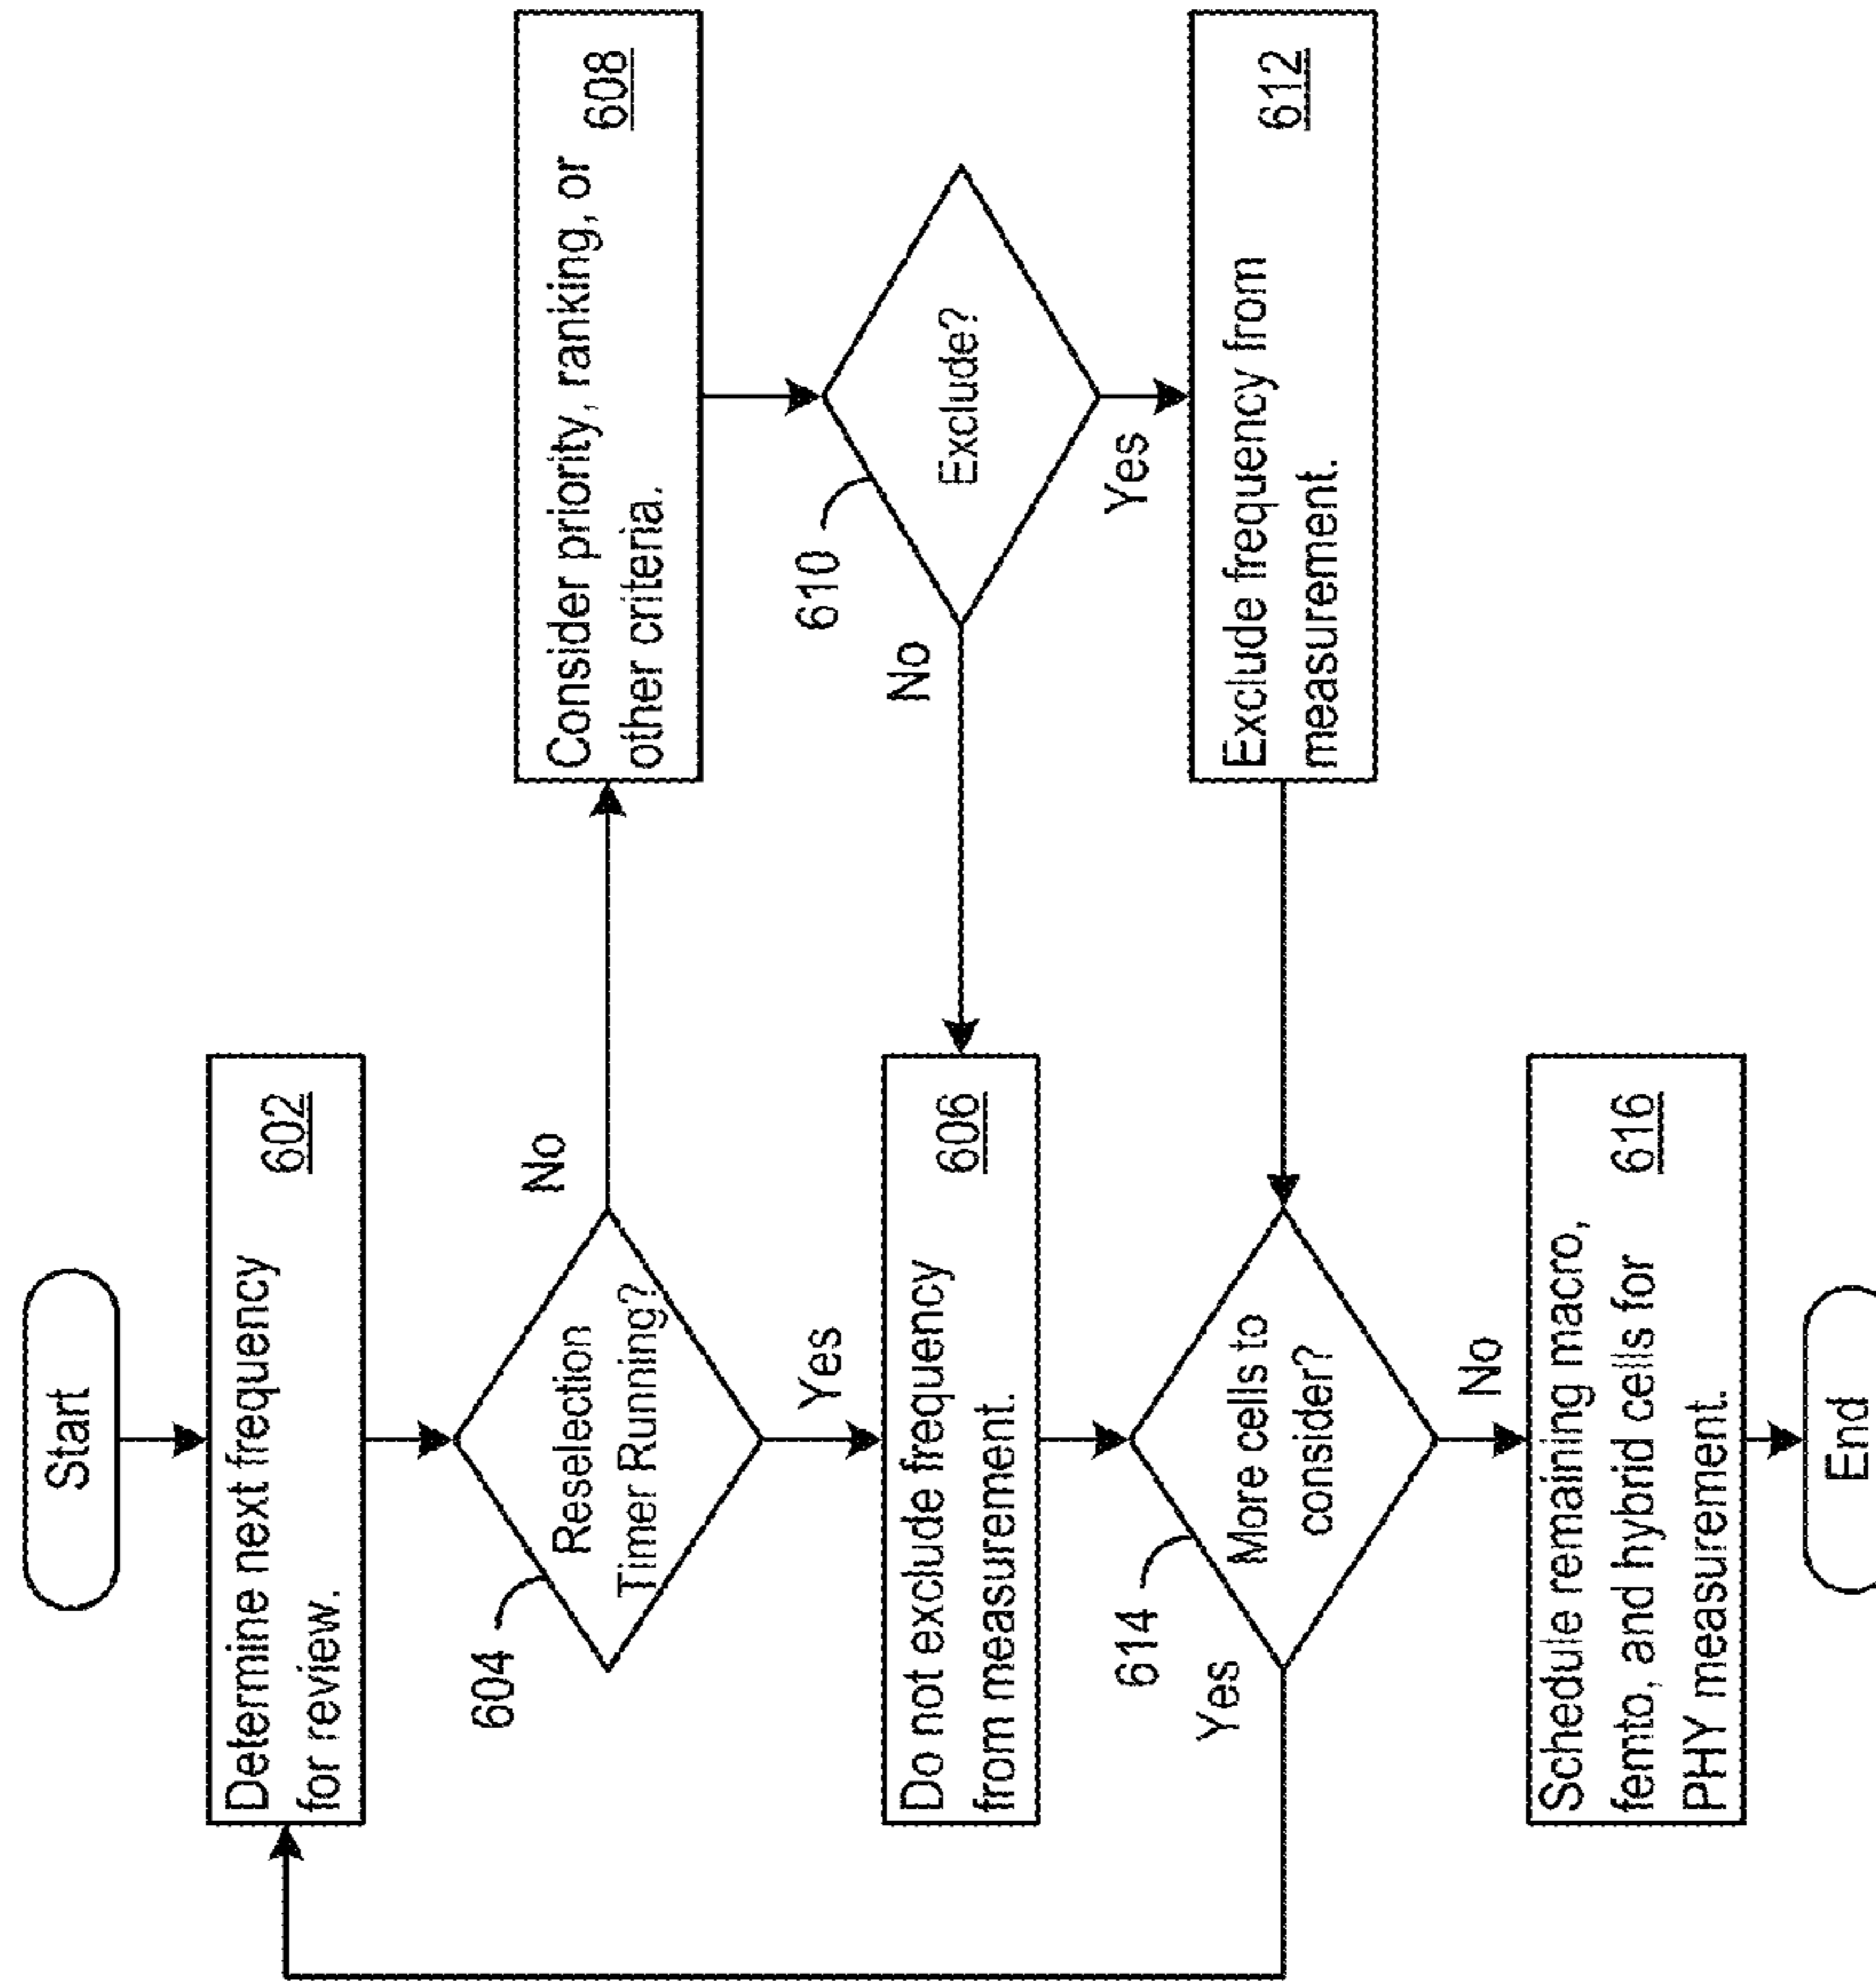 Start
Determine next frequency
for review.
602
604
Reselection
Timer Running?
No
Yes
Consider priority, ranking, or
other criteria.
608
610
Exclude?
No
Yes
Do not exclude frequency
from measurement.
606
Exclude frequency from
measurement.
612
614
More cells to
consider?
Yes
No
Schedule remaining macro,
femto, and hybrid cells for
PHY measurement.
616
End